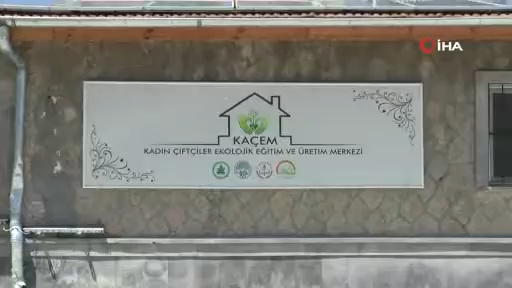 İHA
KAÇEM
KADIN ÇİFTÇİLER EKOLOJİK EĞİTİM VE ÜRETİM MERKEZİ